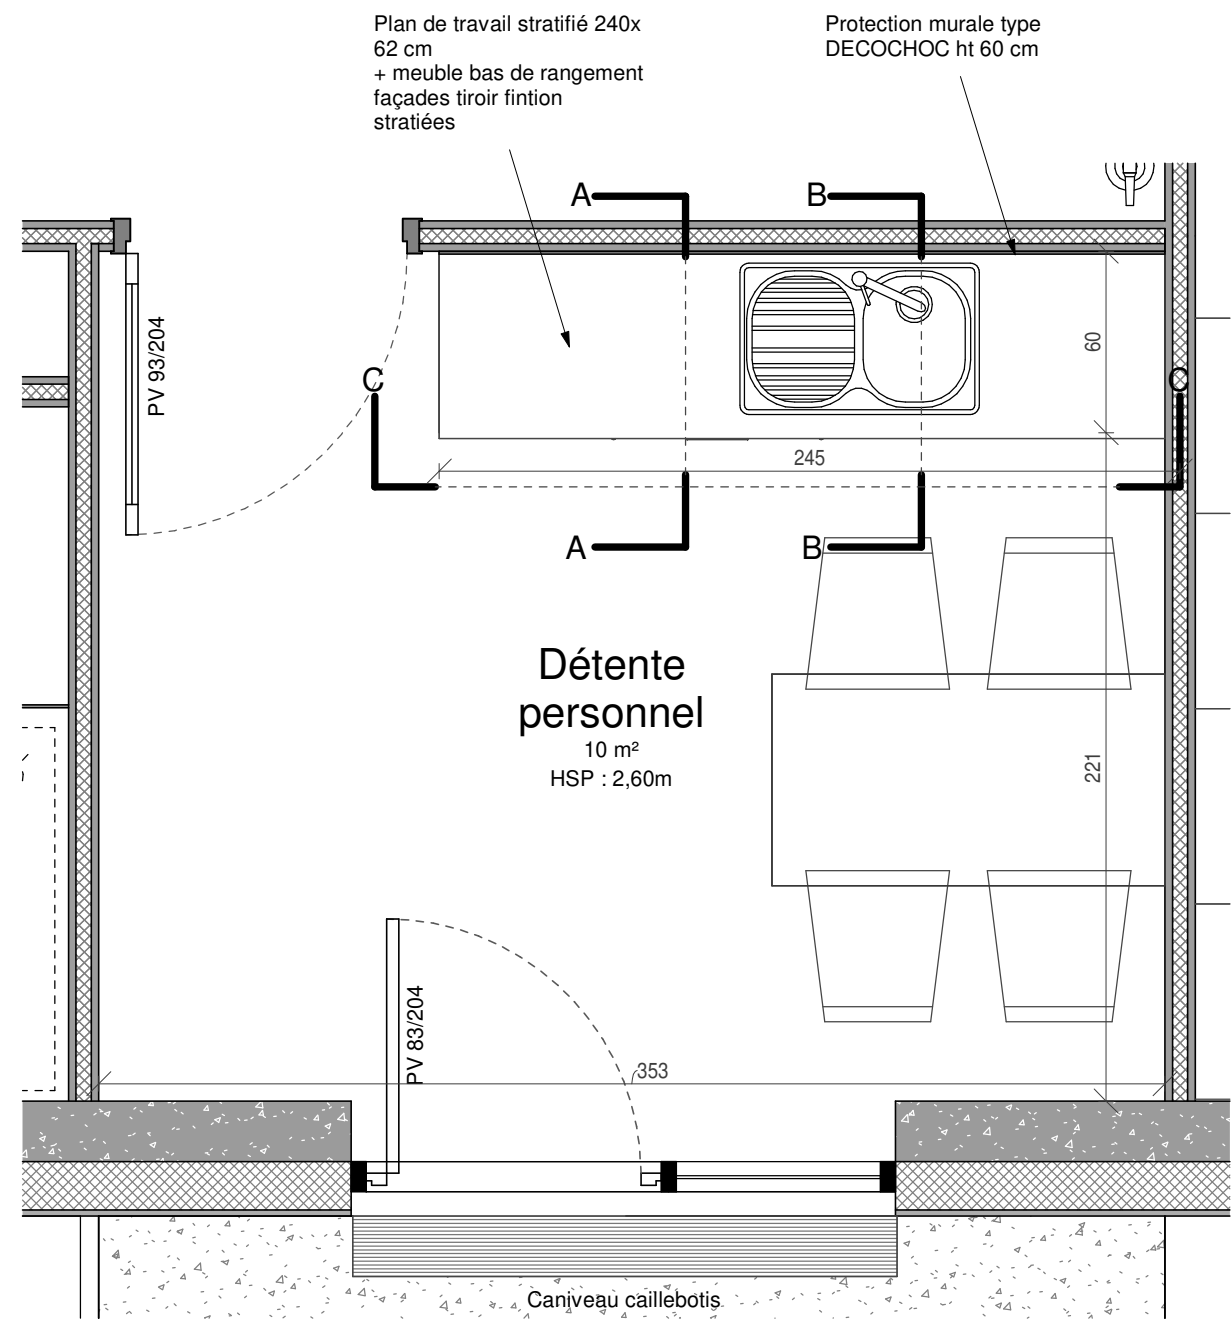 Plan de travail stratifié 240x
62 cm
+ meuble bas de rangement
façades tiroir fintion
stratiées
Protection murale type
DECOCHOC ht 60 cm
A
B
PV 93/204
C
60
C
245
A
B
Détente
personnel
10 m²
HSP : 2,60m
221
PV 83/204
353
Caniveau caillebotis